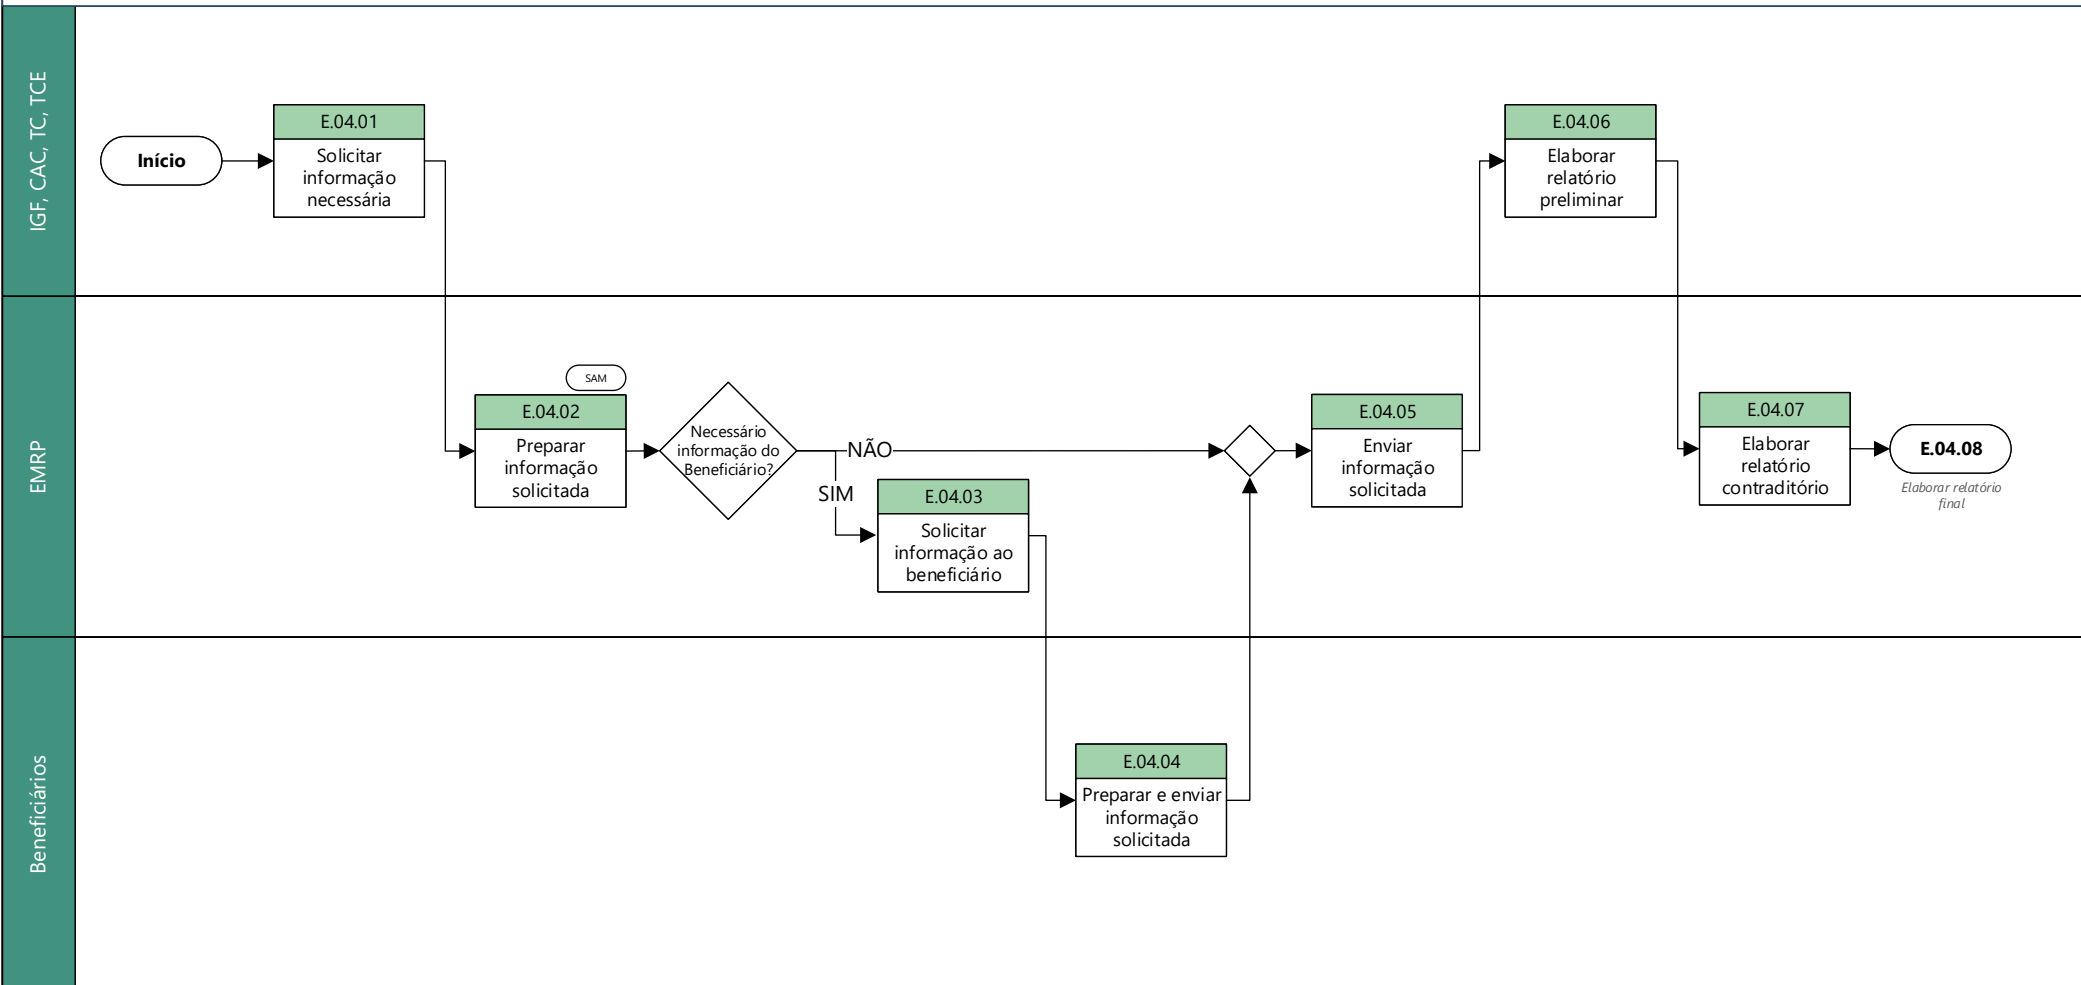 IGF, CAC, TC, TCE
Início
E.04.01
Solicitar
informação
necessária
E.04.06
Elaborar
relatório
preliminar
EMRP
SAM
E.04.02
Preparar
informação
solicitada
Necessário
informação do
Beneficiário?
NÃO
SIM
E.04.03
Solicitar
informação ao
beneficiário
E.04.05
Enviar
informação
solicitada
E.04.07
Elaborar
relatório
contraditório
E.04.08
Elaborar relatório
final
Beneficiários
E.04.04
Preparar e enviar
informação
solicitada